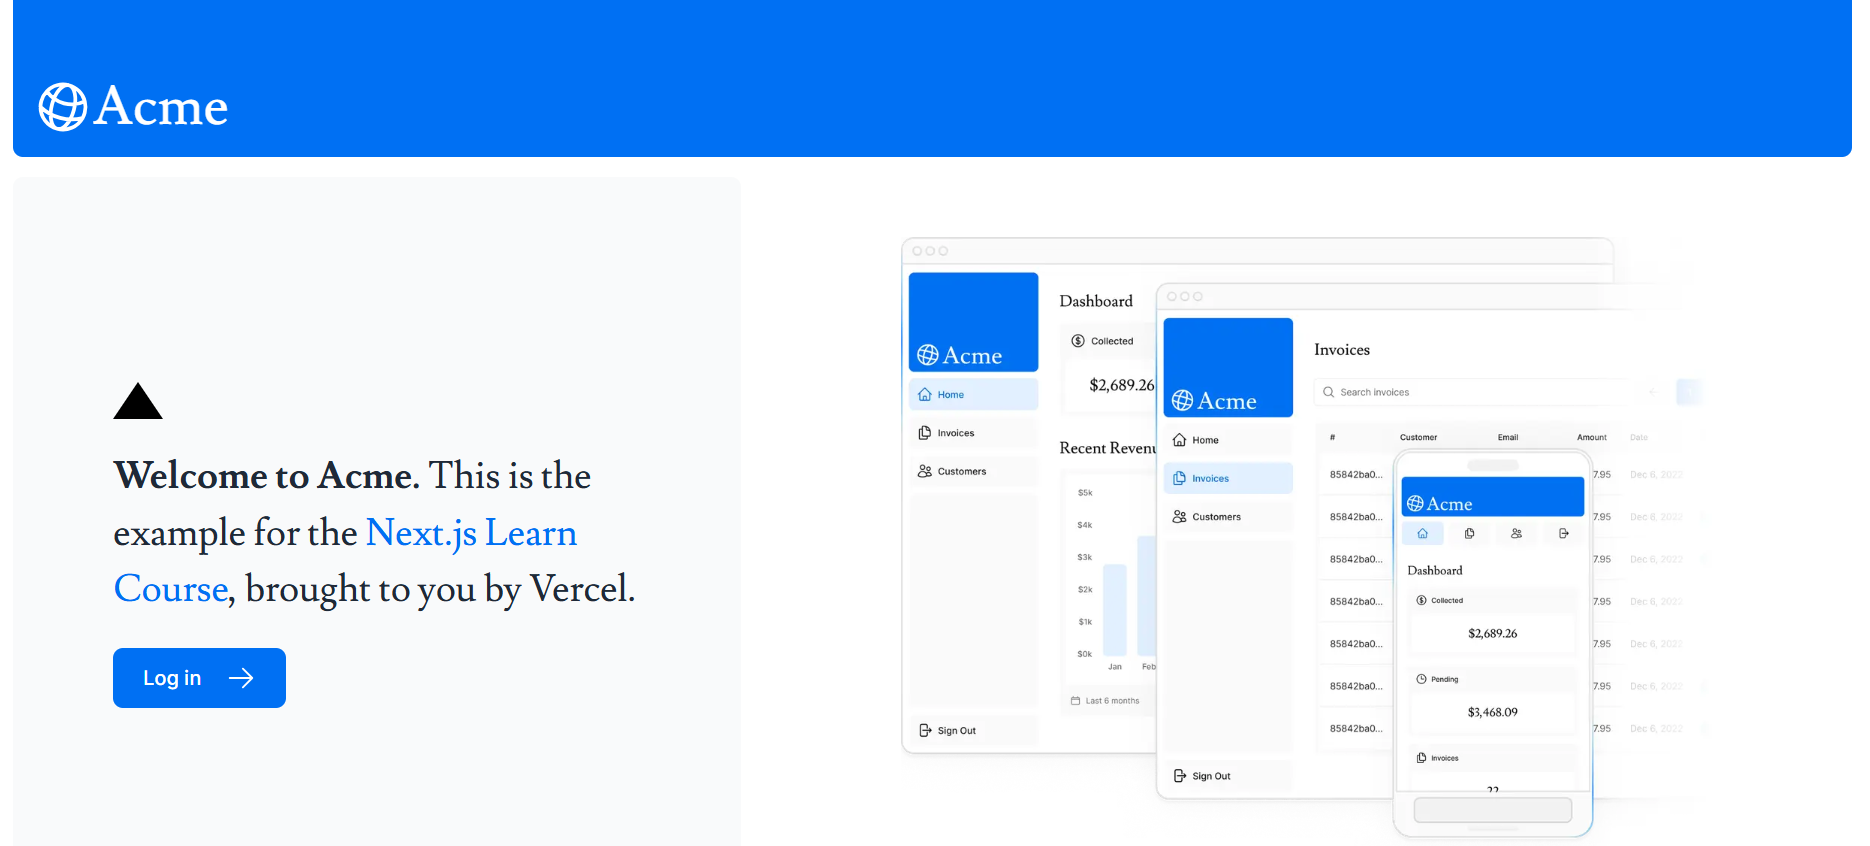 Acme
Welcome to Acme. This is the
example for the Next.js Learn
Course, brought to you by Vercel.
Log in
Acme
Home
Invoices
Customers
Sign Out
Dashboard
Collected
$2,689.26
Recent Revenu
$5k
$4k
$3k
$2k
$1k
$0k
Jan Feb
Last 6 months
Acme
Home
Invoices
Customers
Sign Out
Invoices
Search invoices
# Customer Email Amount Date
85842ba0... 7.95 Dec 6, 2022
85842ba0... 7.95 Dec 6, 2022
85842ba0... 7.95 Dec 6, 2022
85842ba0... 7.95 Dec 6, 2022
85842ba0... 7.95 Dec 6, 2022
85842ba0... 7.95 Dec 6, 2022
85842ba0... 7.95 Dec 6, 2022
Acme
Dashboard
Collected
$2,689.26
Pending
$3,468.09
Invoices
22